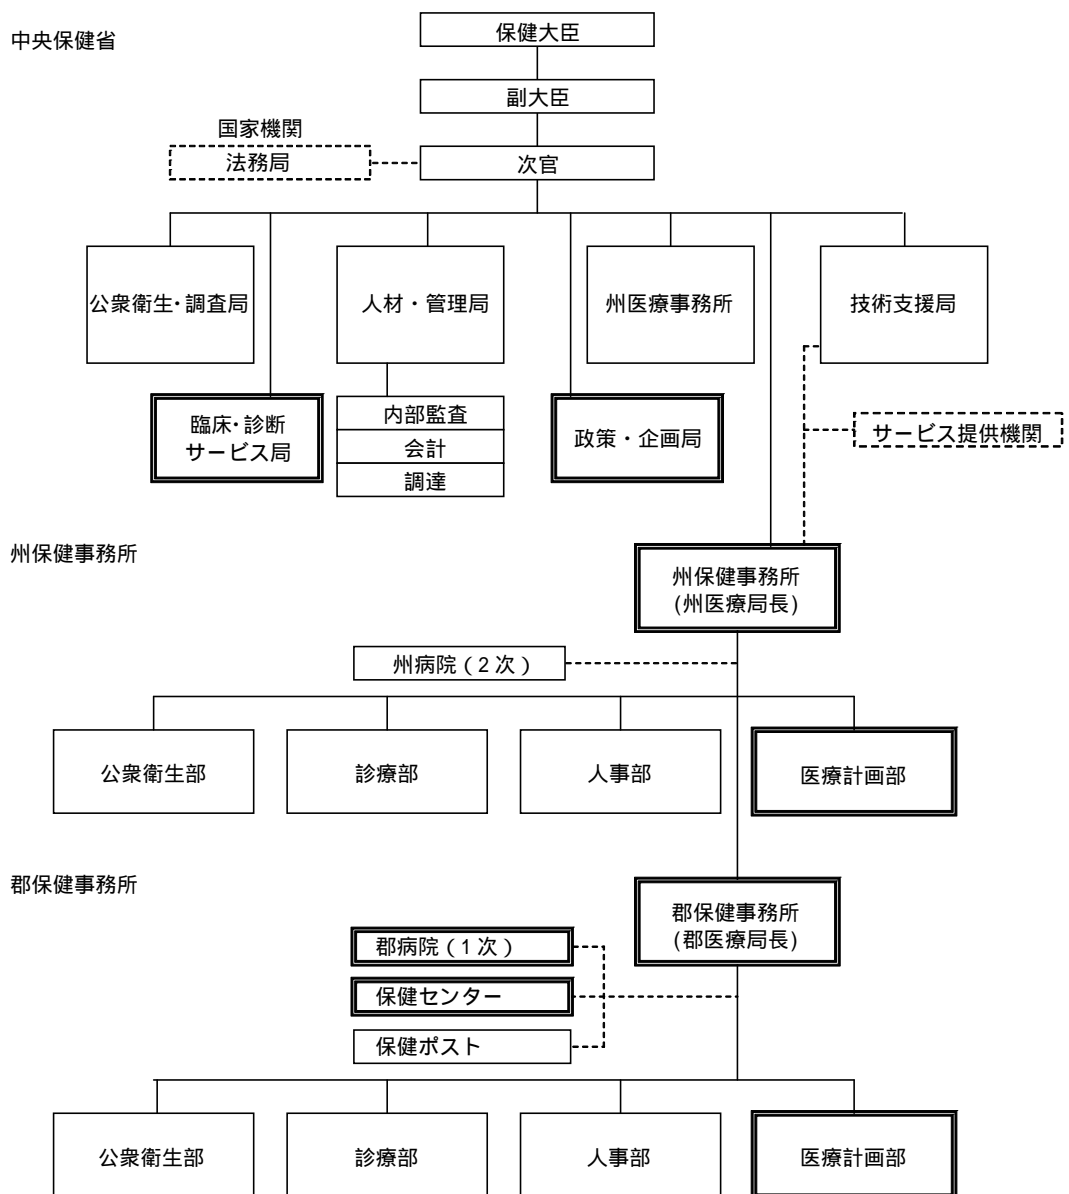 中央保健省
保健大臣
副大臣
国家機関
法務局
次官
公衆衛生・調査局
人材・管理局
州医療事務所
技術支援局
臨床・診断
サービス局
内部監査
会計
調達
政策・企画局
サービス提供機関
州保健事務所
州保健事務所
(州医療局長)
州病院（2次）
公衆衛生部
診療部
人事部
医療計画部
郡保健事務所
郡保健事務所
(郡医療局長)
郡病院（1次）
保健センター
保健ポスト
公衆衛生部
診療部
人事部
医療計画部